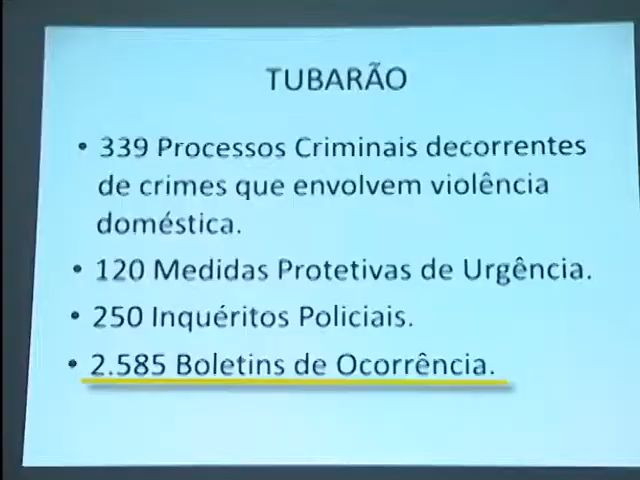 TUBARÃO
• 339 Processos Criminais decorrentes
de crimes que envolvem violência
doméstica.
• 120 Medidas Protetivas de Urgência.
• 250 Inquéritos Policiais.
• 2.585 Boletins de Ocorrência.